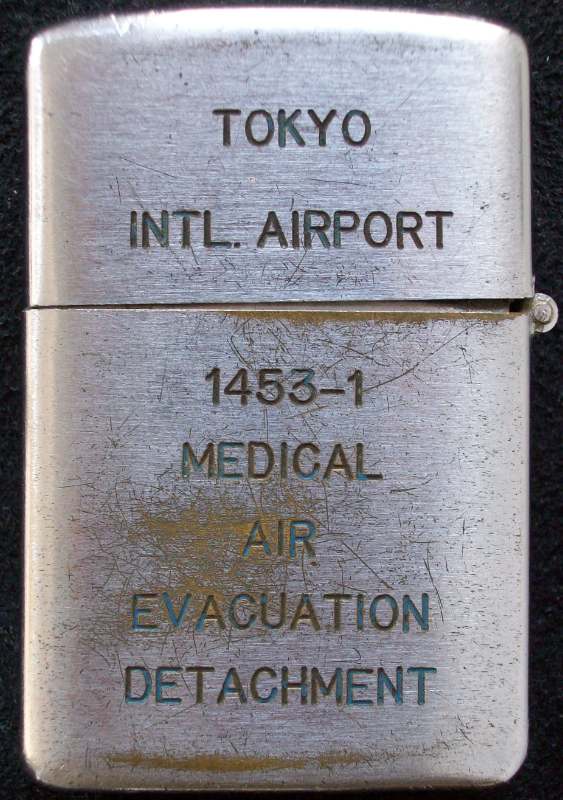 TOKYO
INTL. AIRPORT
1453-1
MEDICAL
AIR
EVACUATION
DETACHMENT